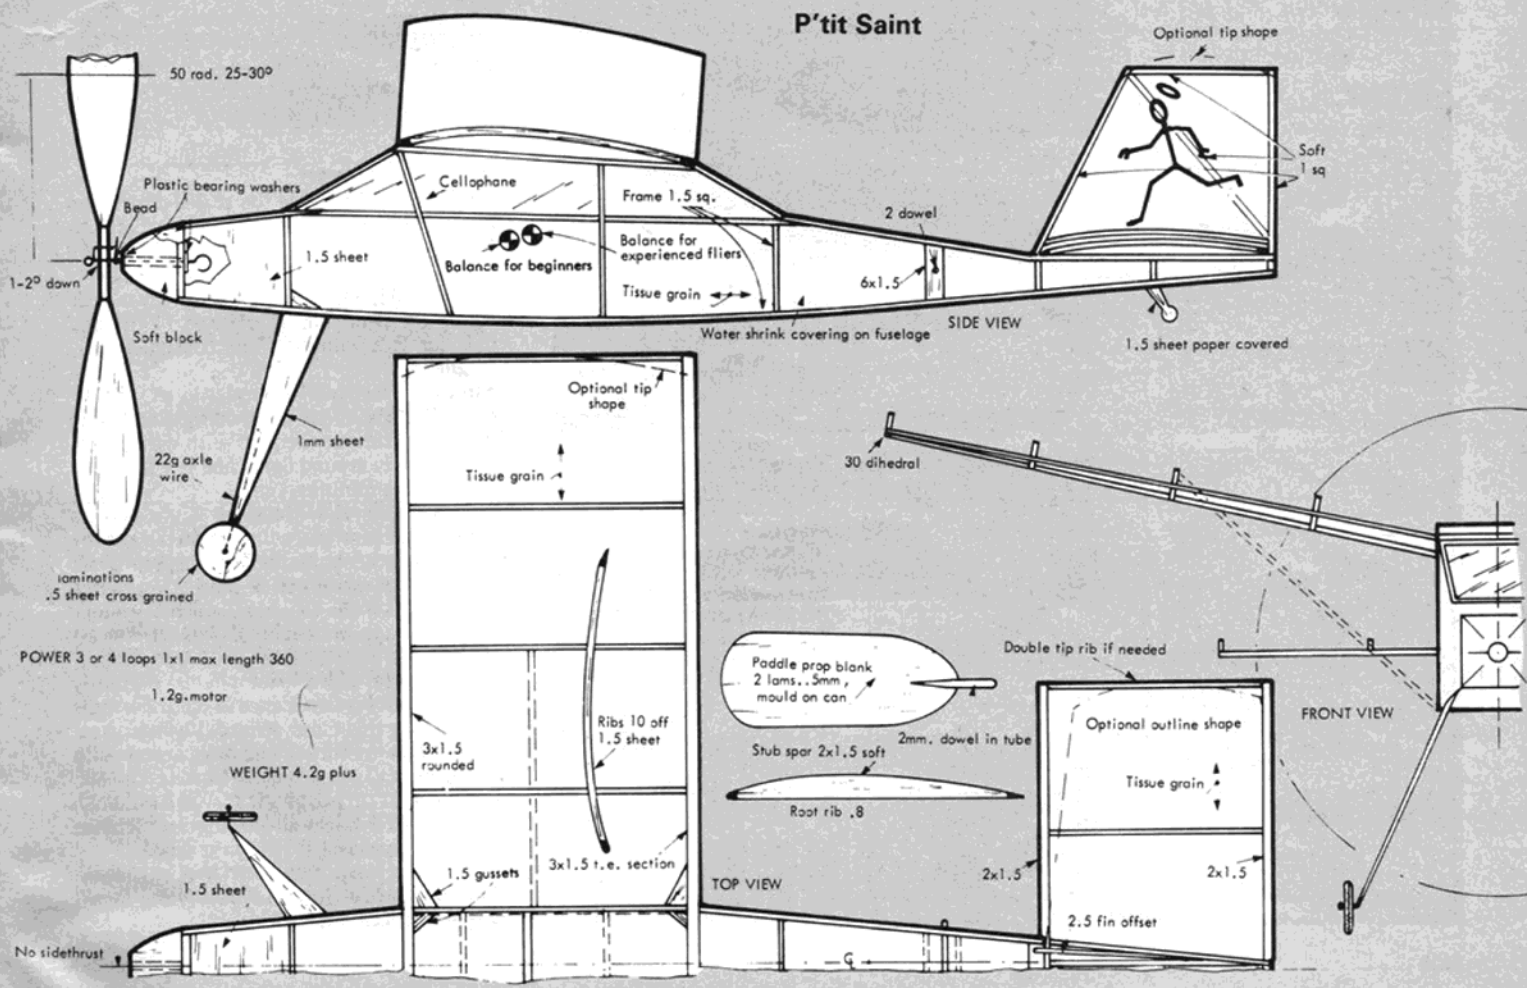 P'tit Saint
Optional tip shape
50 rad. 25-30°
Plastic bearing washers
Bead
Cellophane
Frame 1.5 sq.
2 dowel
Soft
1 sq
1.5 sheet
Balance for
experienced fliers
Balance for beginners
1-2° down
Tissue grain
6x1.5
Soft block
Water shrink covering on fuselage
SIDE VIEW
1.5 sheet paper covered
Optional tip
shape
1mm sheet
22g axle
wire
Tissue grain
30 dihedral
laminations
.5 sheet cross grained
POWER 3 or 4 loops 1x1 max length 360
1.2g.motor
Paddle prop blank
2 lams..5mm,
mould on can
Double tip rib if needed
Ribs 10 off
1.5 sheet
3x1.5
rounded
2mm. dowel in tube
Optional outline shape
FRONT VIEW
Stub spar 2x1.5 soft
WEIGHT 4.2g plus
Tissue grain
Root rib .8
1.5 gussets
3x1.5 t.e. section
TOP VIEW
2x1.5
2x1.5
1.5 sheet
2.5 fin offset
No sidethrust
℄